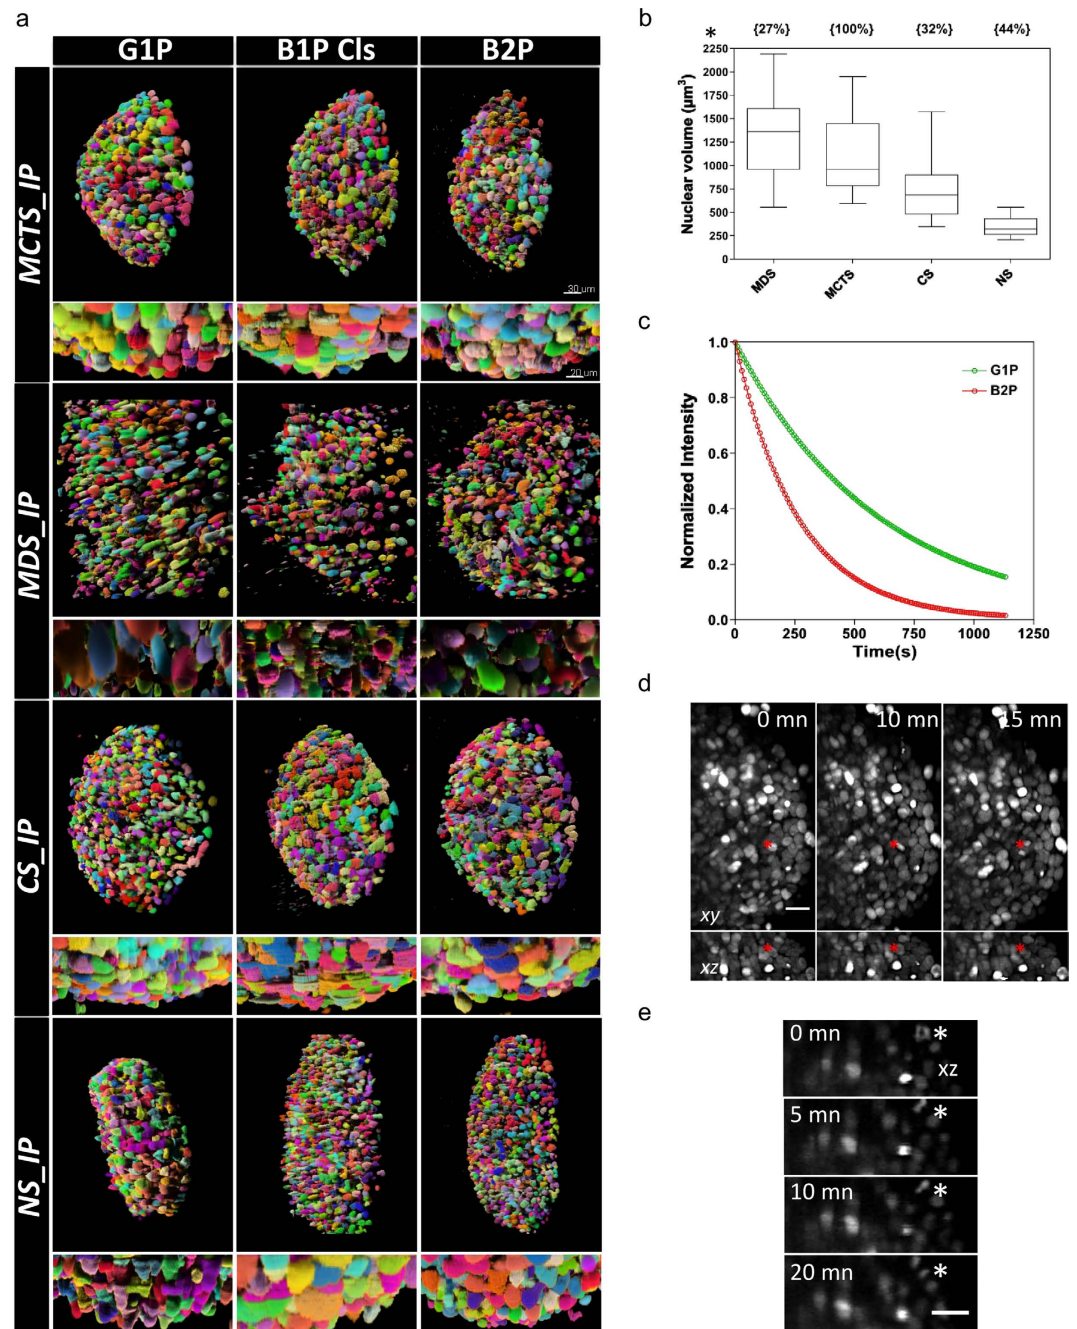 a
G1P
B1P Cls
B2P
MCTS_IP
30 um
20 um
MDS_IP
CS_IP
NS_IP
b
*
{27%}
{100%}
{32%}
{44%}
Nuclear volume (µm³)
2250
2000
1750
1500
1250
1000
750
500
250
0
MDS
MCTS
CS
NS
c
Normalized Intensity
1.0
0.8
0.6
0.4
0.2
0.0
G1P
B2P
0
250
500
750
1000
1250
Time(s)
d
0 mn
10 mn
15 mn
*
*
*
xy
xz
*
*
*
e
0 mn
*
xz
5 mn
*
10 mn
*
20 mn
*